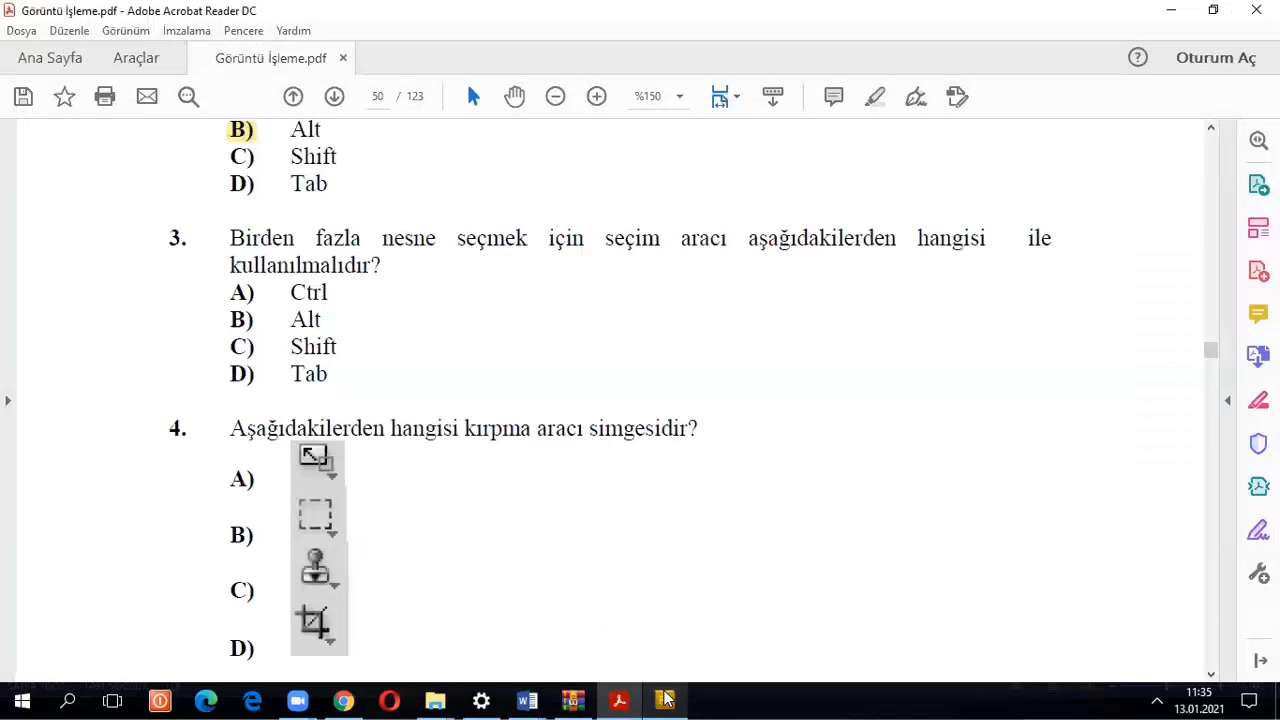 Görüntü İşleme.pdf - Adobe Acrobat Reader DC
Dosya Düzenle Görünüm İmzalama Pencere Yardım
Ana Sayfa Araçlar Görüntü İşleme.pdf × Oturum Aç
50 / 123 %150
B) Alt
C) Shift
D) Tab
3. Birden fazla nesne seçmek için seçim aracı aşağıdakilerden hangisi ile
kullanılmalıdır?
A) Ctrl
B) Alt
C) Shift
D) Tab
4. Aşağıdakilerden hangisi kırpma aracı simgesidir?
A)
B)
C)
D)
11:35
13.01.2021